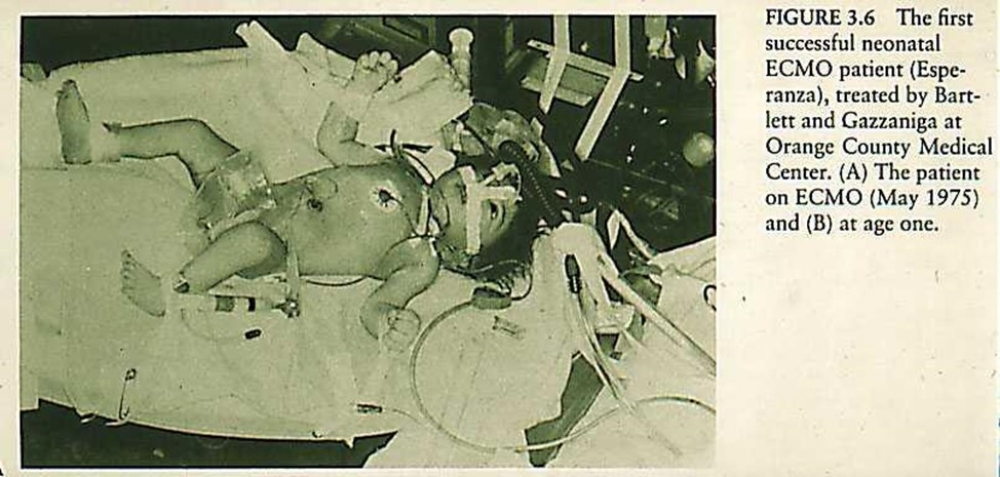 FIGURE 3.6 The first
successful neonatal
ECMO patient (Espe-
ranza), treated by Bart-
lett and Gazzaniga at
Orange County Medical
Center. (A) The patient
on ECMO (May 1975)
and (B) at age one.